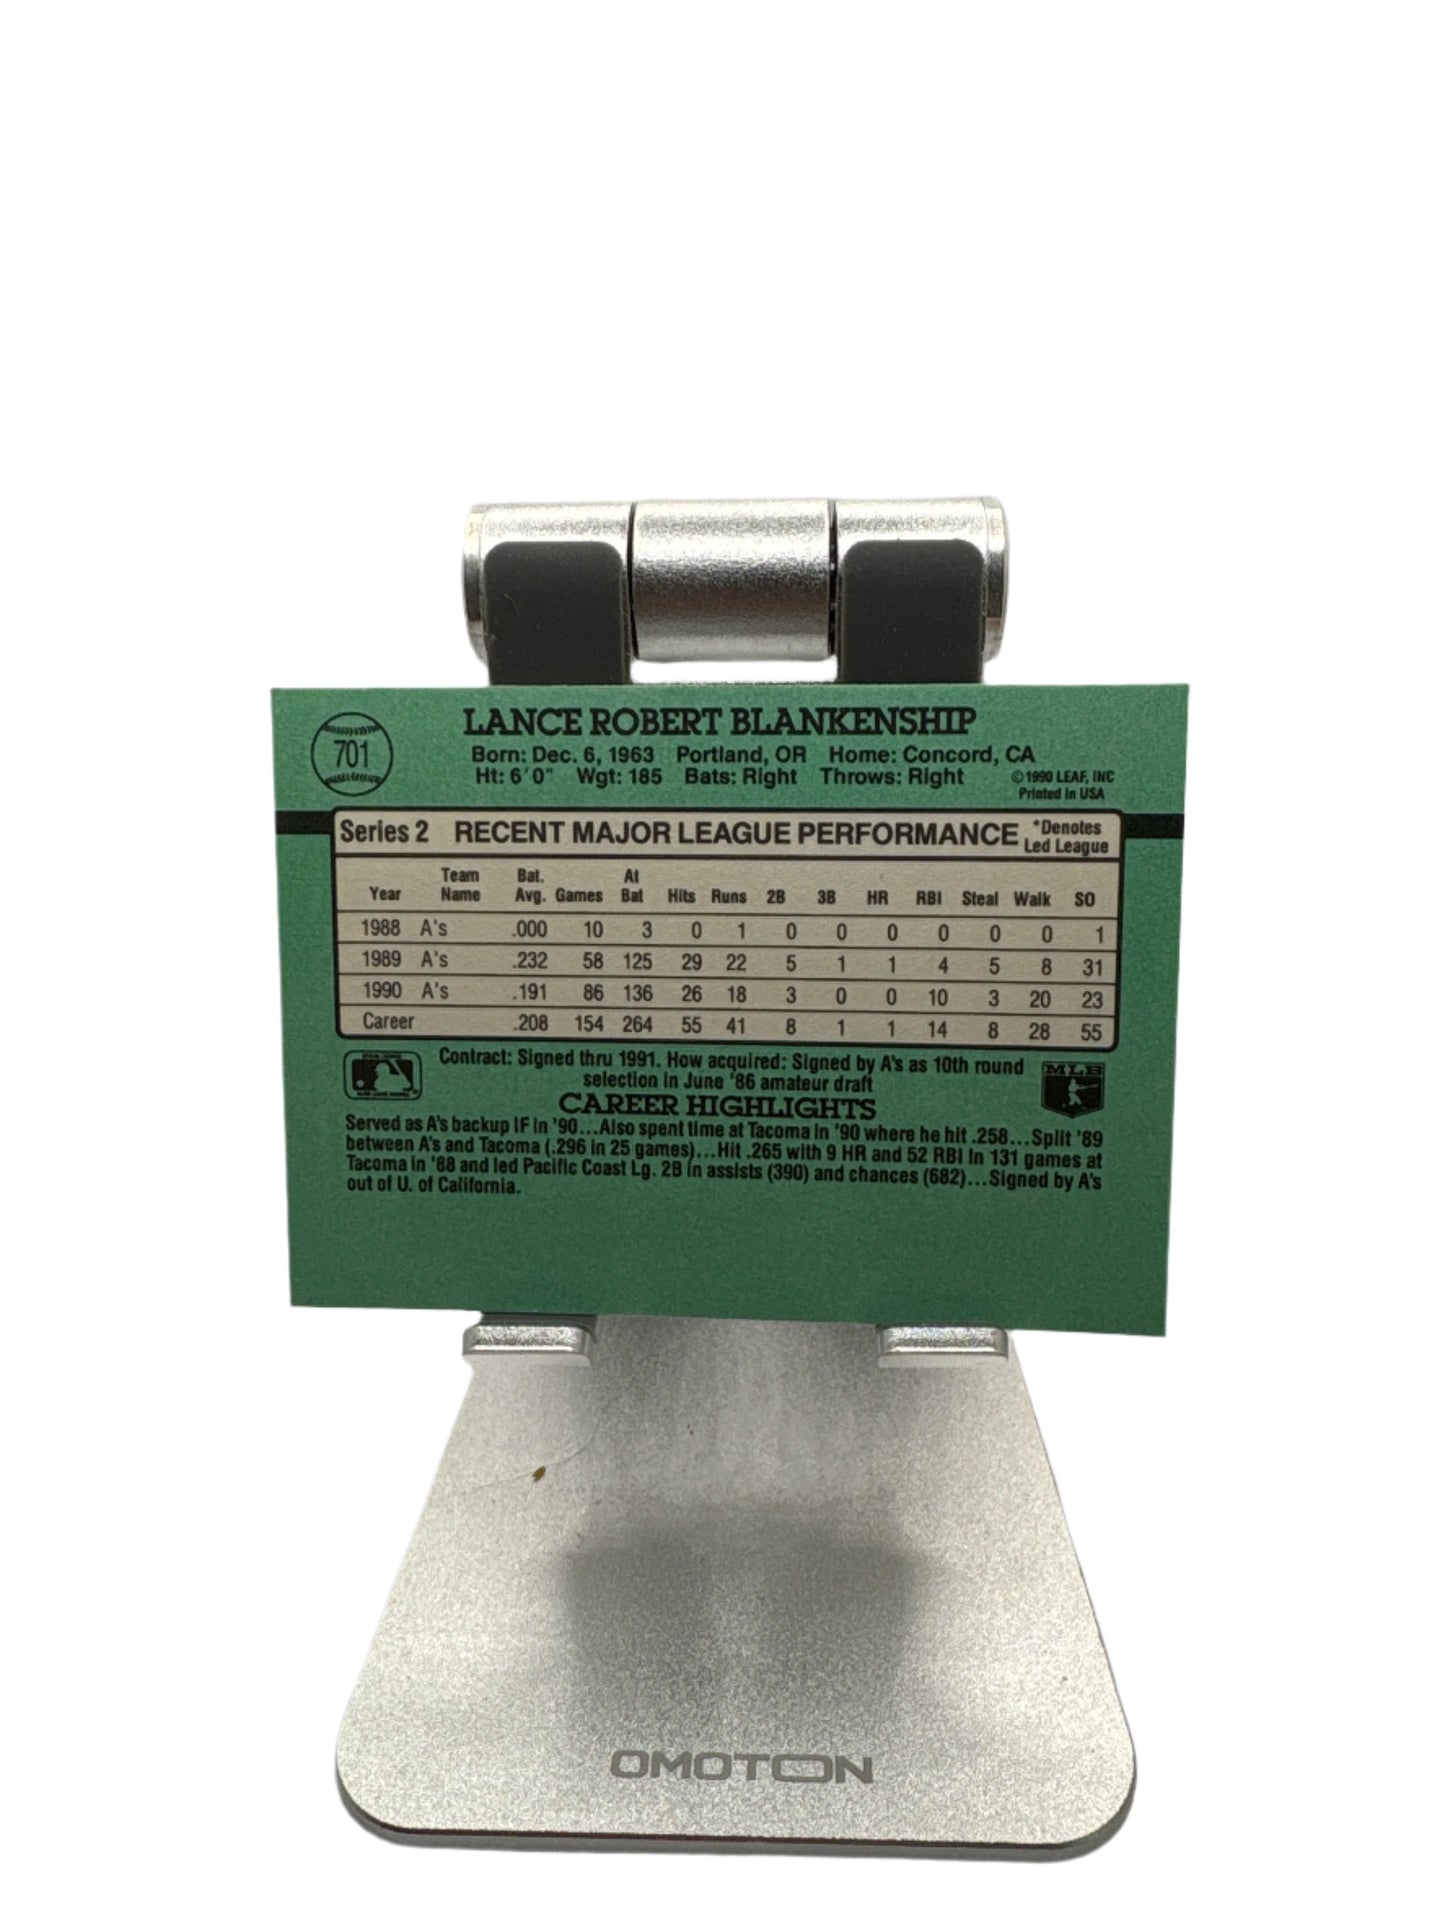 LANCE ROBERT BLANKENSHIP
701
Born: Dec. 6, 1963 Portland, OR Home: Concord, CA
Ht: 6'0" Wgt: 185 Bats: Right Throws: Right
©1990 LEAF, INC
Printed in USA
Series 2 RECENT MAJOR LEAGUE PERFORMANCE *Denotes
Led League
Year Team Name Bat. Avg. Games At Bat Hits Runs 2B 3B HR RBI Steal Walk SO
1988 A's .000 10 3 0 1 0 0 0 0 0 0 1
1989 A's .232 58 125 29 22 5 1 1 4 5 8 31
1990 A's .191 86 136 26 18 3 0 0 10 3 20 23
Career .208 154 264 55 41 8 1 1 14 8 28 55
Contract: Signed thru 1991. How acquired: Signed by A's as 10th round
selection in June '86 amateur draft
MLB
CAREER HIGHLIGHTS
Served as A's backup IF in '90...Also spent time at Tacoma in '90 where he hit .258...Split '89
between A's and Tacoma (.296 in 25 games)...Hit .265 with 9 HR and 52 RBI in 131 games at
Tacoma in '88 and led Pacific Coast Lg. 2B in assists (390) and chances (682)...Signed by A's
out of U. of California.
OMOTON